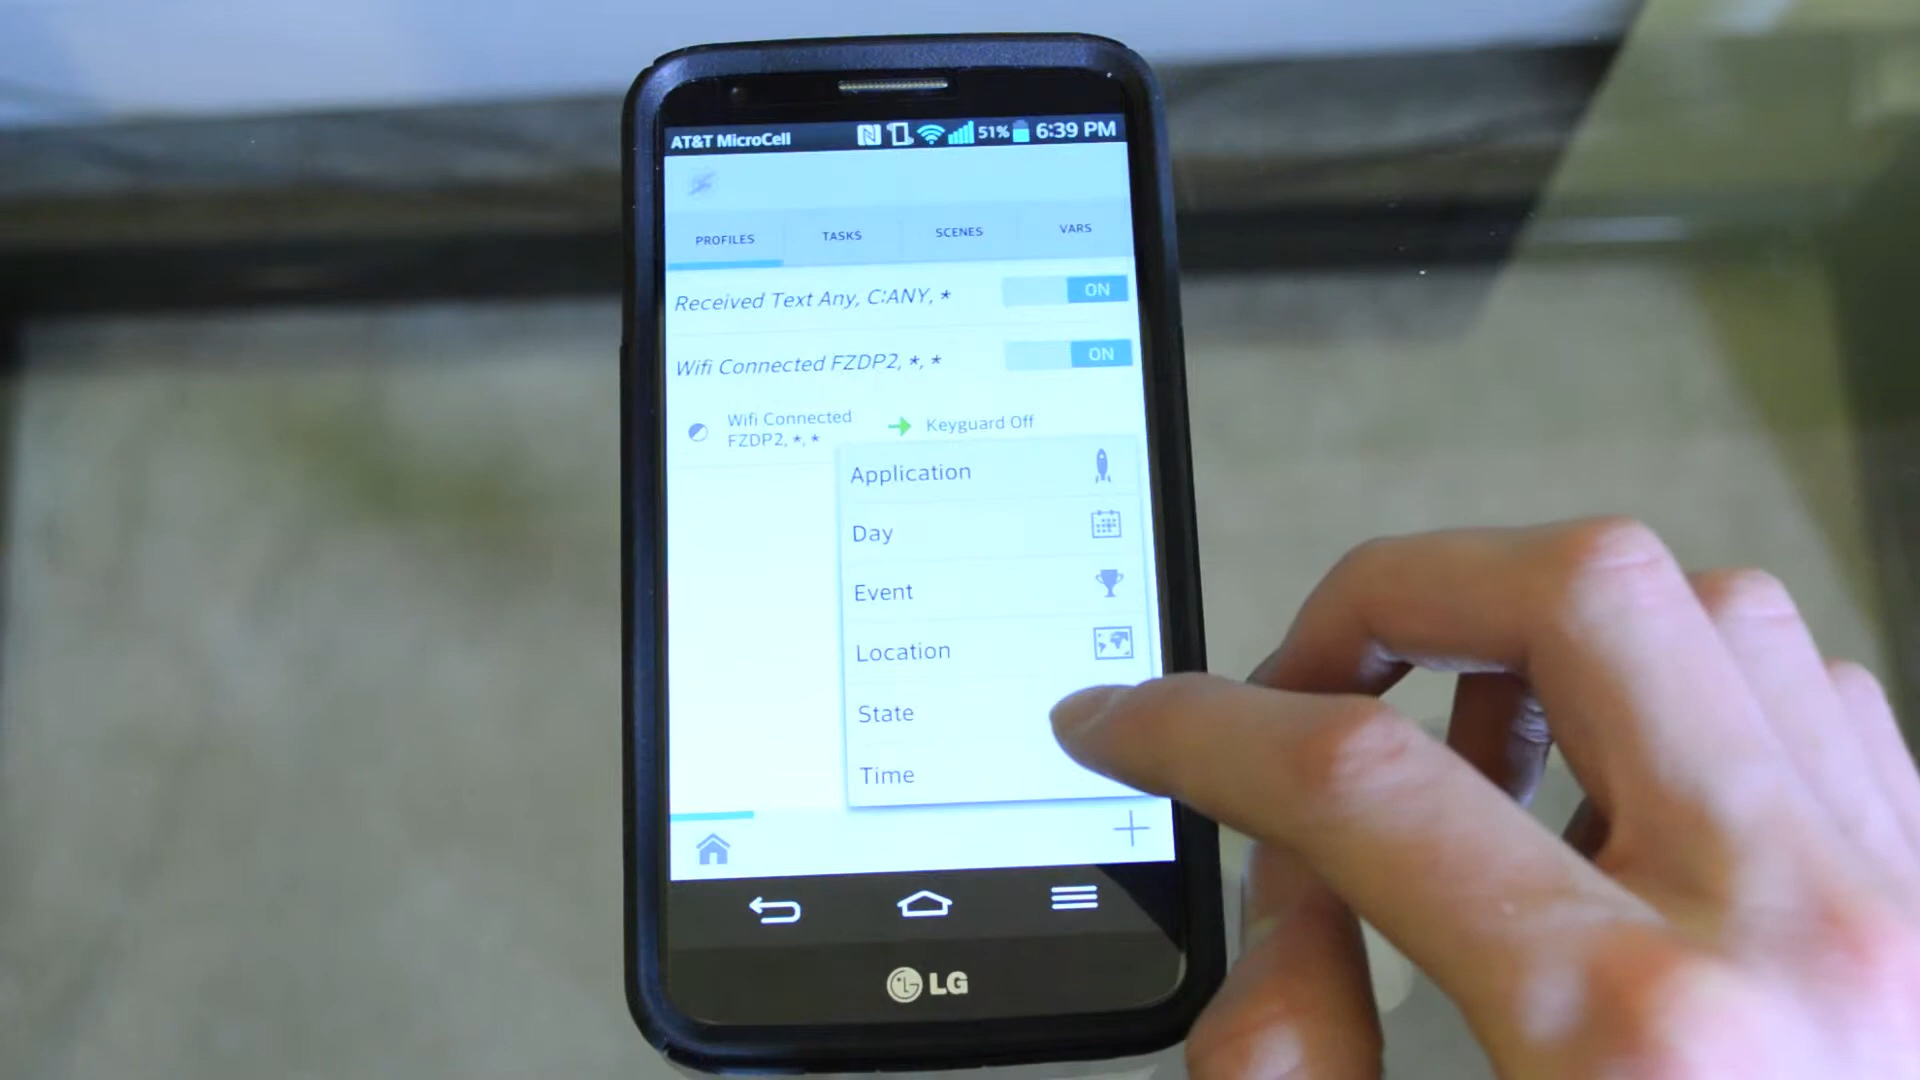 AT&T MicroCell 51% 6:39 PM
PROFILES TASKS SCENES VARS
Received Text Any, C:ANY, * ON
Wifi Connected FZDP2, *, * ON
Wifi Connected
FZDP2, *, *
Keyguard Off
Application
Day
Event
Location
State
Time
LG